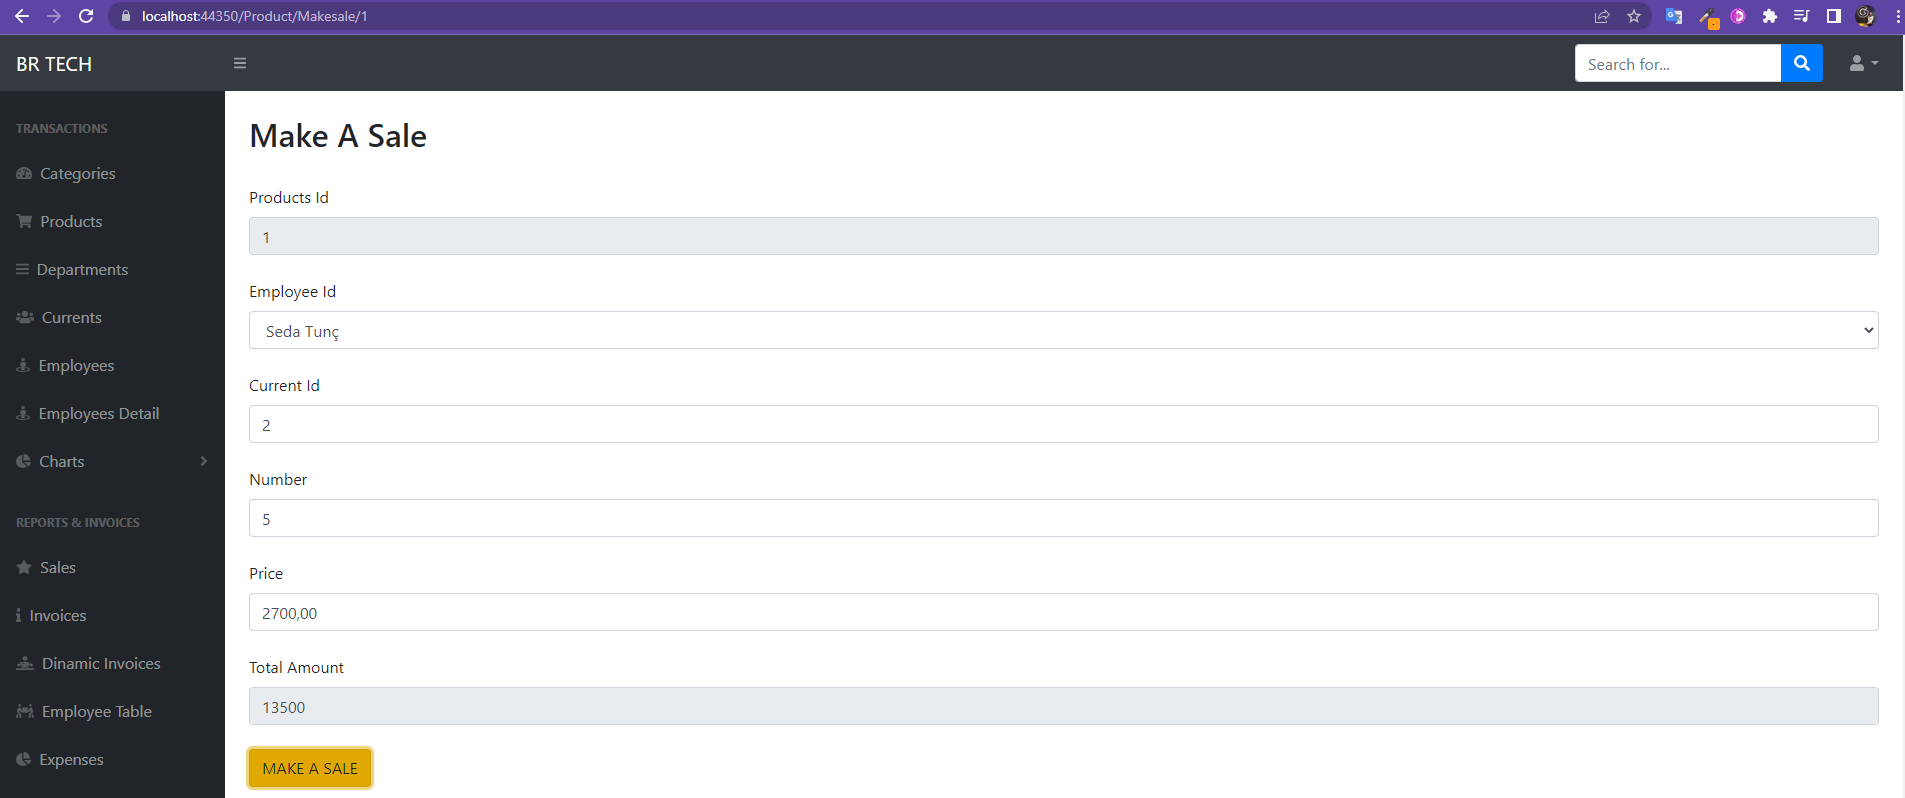 localhost:44350/Product/Makesale/1
BR TECH
Search for...
TRANSACTIONS
Categories
Products
Departments
Currents
Employees
Employees Detail
Charts
REPORTS & INVOICES
Sales
Invoices
Dinamic Invoices
Employee Table
Expenses
Make A Sale
Products Id
1
Employee Id
Seda Tunç
Current Id
2
Number
5
Price
2700,00
Total Amount
13500
MAKE A SALE